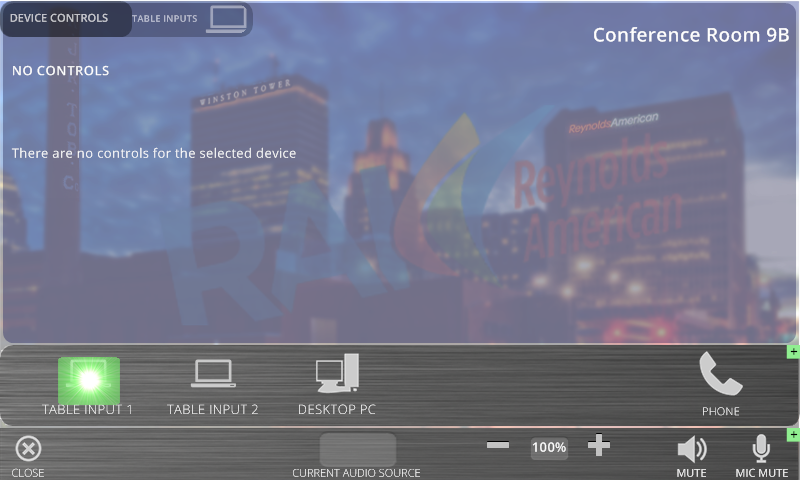 DEVICE CONTROLS
TABLE INPUTS
Conference Room 9B
NO CONTROLS
WINSTON TOWER
ReynoldsAmerican
There are no controls for the selected device
Reynolds
American
RAI
TABLE INPUT 1
TABLE INPUT 2
DESKTOP PC
PHONE
100%
CLOSE
CURRENT AUDIO SOURCE
MUTE
MIC MUTE